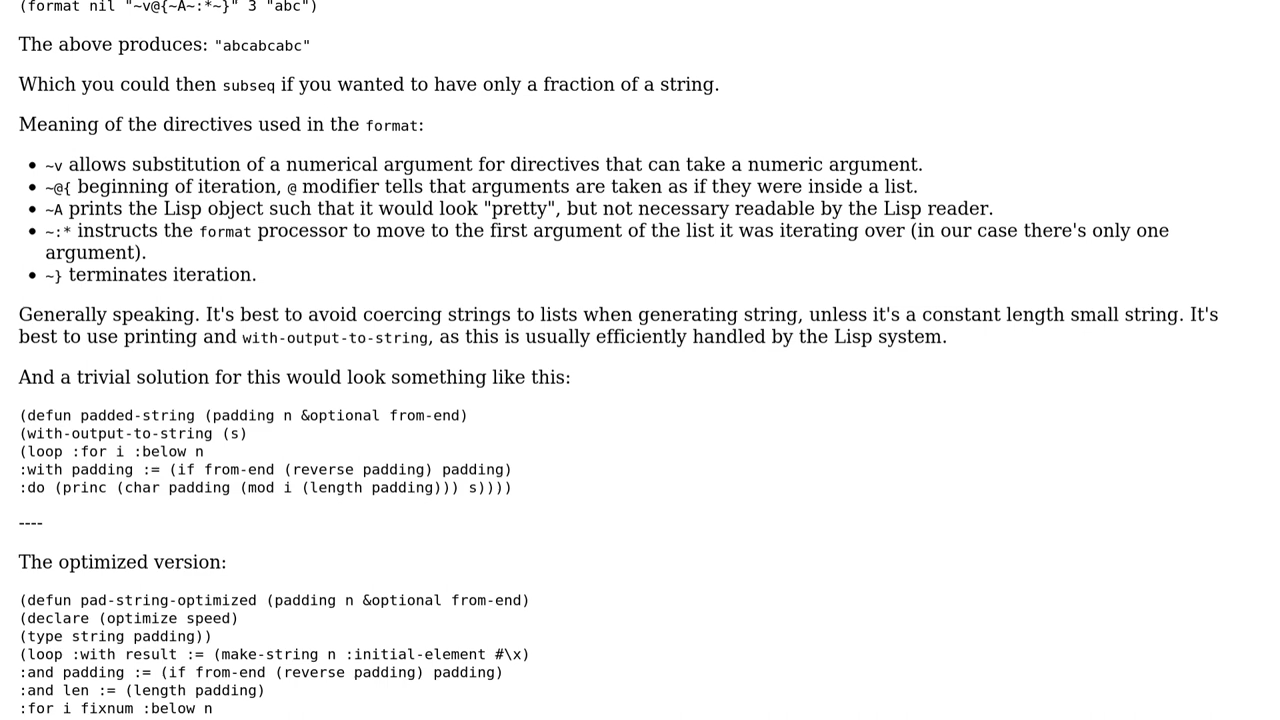 (format nil "~v@{~A~:*~}" 3 "abc")
The above produces: "abcabcabc"
Which you could then subseq if you wanted to have only a fraction of a string.
Meaning of the directives used in the format:
• ~v allows substitution of a numerical argument for directives that can take a numeric argument.
• ~@{ beginning of iteration, @ modifier tells that arguments are taken as if they were inside a list.
• ~A prints the Lisp object such that it would look "pretty", but not necessary readable by the Lisp reader.
• ~:* instructs the format processor to move to the first argument of the list it was iterating over (in our case there's only one
argument).
• ~} terminates iteration.
Generally speaking. It's best to avoid coercing strings to lists when generating string, unless it's a constant length small string. It's
best to use printing and with-output-to-string, as this is usually efficiently handled by the Lisp system.
And a trivial solution for this would look something like this:
(defun padded-string (padding n &optional from-end)
(with-output-to-string (s)
(loop :for i :below n
:with padding := (if from-end (reverse padding) padding)
:do (princ (char padding (mod i (length padding))) s))))
----
The optimized version:
(defun pad-string-optimized (padding n &optional from-end)
(declare (optimize speed)
(type string padding))
(loop :with result := (make-string n :initial-element #\x)
:and padding := (if from-end (reverse padding) padding)
:and len := (length padding)
:for i fixnum :below n